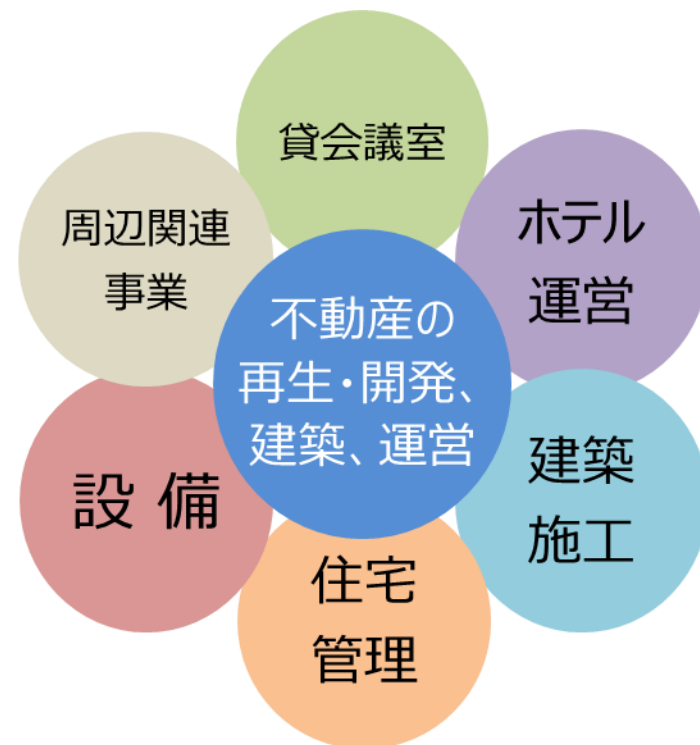 貸会議室
周辺関連
事業
ホテル
運営
不動産の
再生・開発、
建築、運営
設 備
建築
施工
住宅
管理